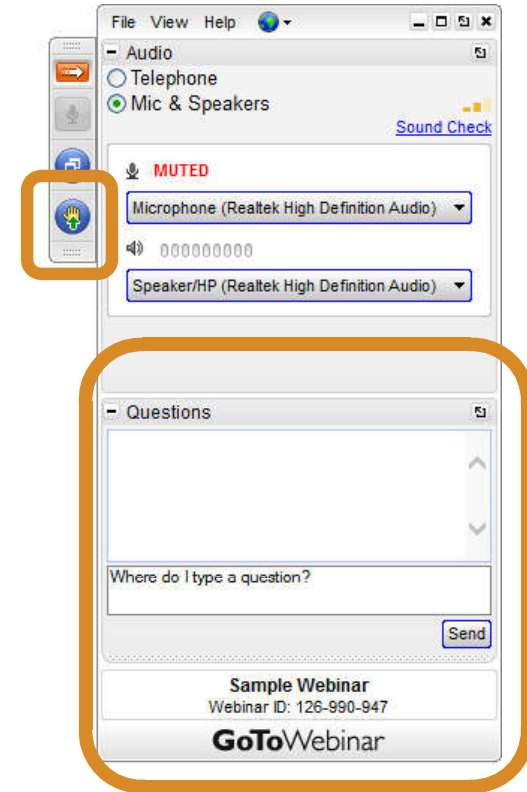 File View Help
Audio
Telephone
Mic & Speakers
Sound Check
MUTED
Microphone (Realtek High Definition Audio)
000000000
Speaker/HP (Realtek High Definition Audio)
Questions
Where do I type a question?
Send
Sample Webinar
Webinar ID: 126-990-947
GoToWebinar